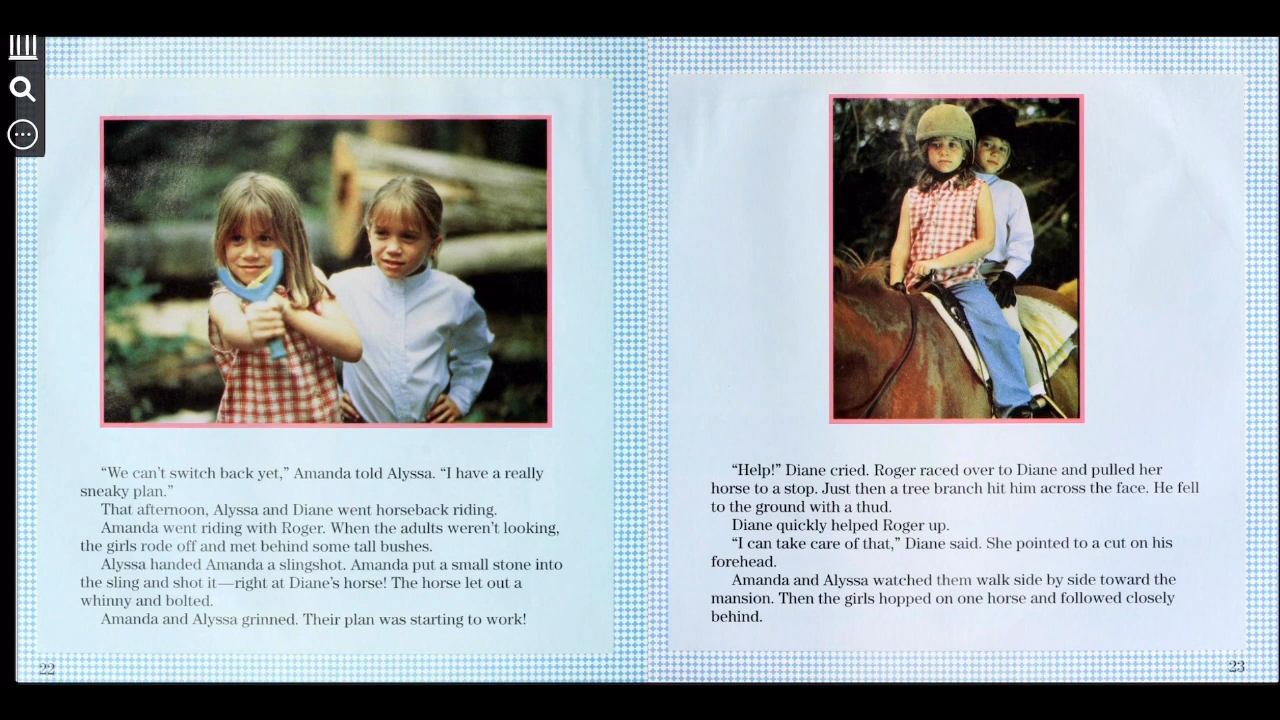 “We can’t switch back yet,” Amanda told Alyssa. “I have a really
sneaky plan.”
That afternoon, Alyssa and Diane went horseback riding.
Amanda went riding with Roger. When the adults weren’t looking,
the girls rode off and met behind some tall bushes.
Alyssa handed Amanda a slingshot. Amanda put a small stone into
the sling and shot it—right at Diane’s horse! The horse let out a
whinny and bolted.
Amanda and Alyssa grinned. Their plan was starting to work!
22
“Help!” Diane cried. Roger raced over to Diane and pulled her
horse to a stop. Just then a tree branch hit him across the face. He fell
to the ground with a thud.
Diane quickly helped Roger up.
“I can take care of that,” Diane said. She pointed to a cut on his
forehead.
Amanda and Alyssa watched them walk side by side toward the
mansion. Then the girls hopped on one horse and followed closely
behind.
23